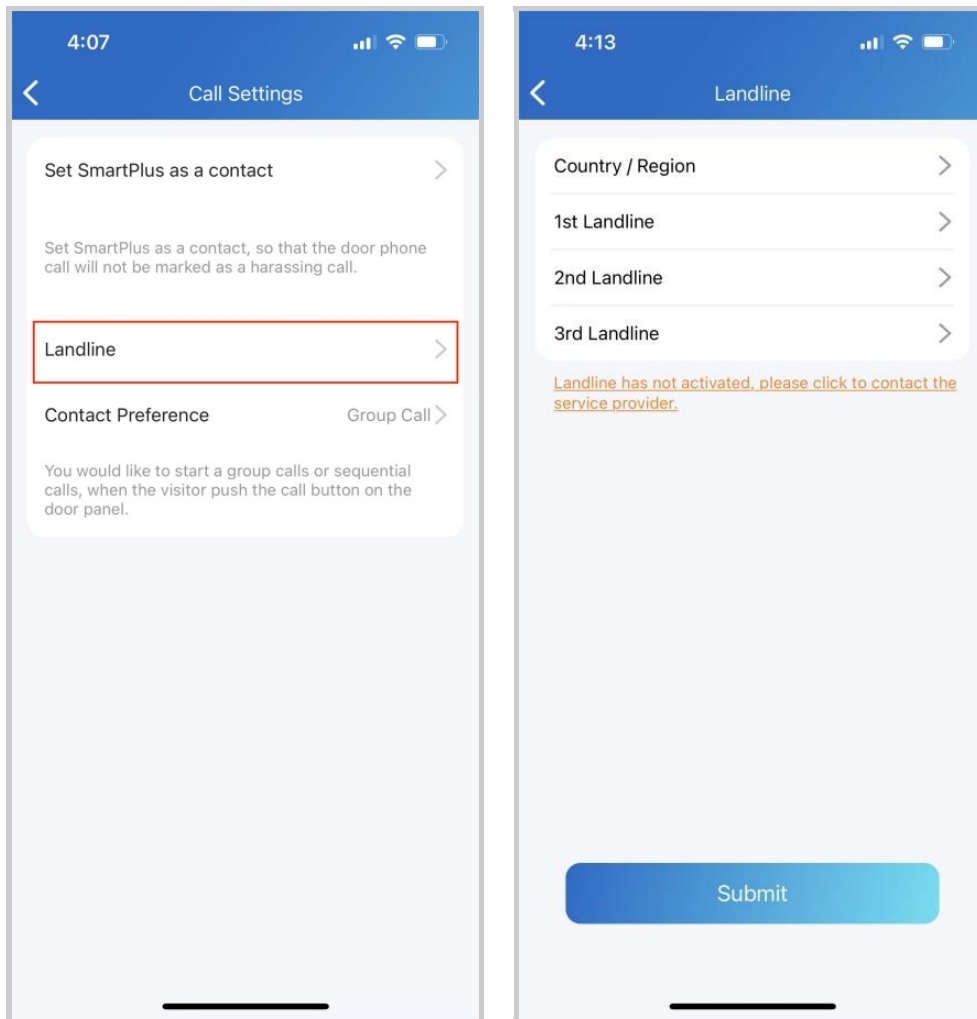 4:07
Call Settings
Set SmartPlus as a contact
Set SmartPlus as a contact, so that the door phone
call will not be marked as a harassing call.
Landline
Contact Preference Group Call
You would like to start a group calls or sequential
calls, when the visitor push the call button on the
door panel.
4:13
Landline
Country / Region
1st Landline
2nd Landline
3rd Landline
Landline has not activated, please click to contact the
service provider.
Submit